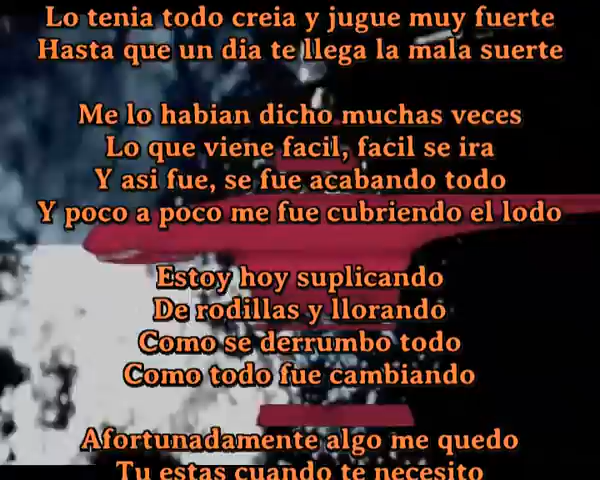 Lo tenia todo creia y jugue muy fuerte
Hasta que un dia te llega la mala suerte
Me lo habian dicho muchas veces
Lo que viene facil, facil se ira
Y asi fue, se fue acabando todo
Y poco a poco me fue cubriendo el lodo
Estoy hoy suplicando
De rodillas y llorando
Como se derrumbo todo
Como todo fue cambiando
Afortunadamente algo me quedo
Tu estas cuando te necesito